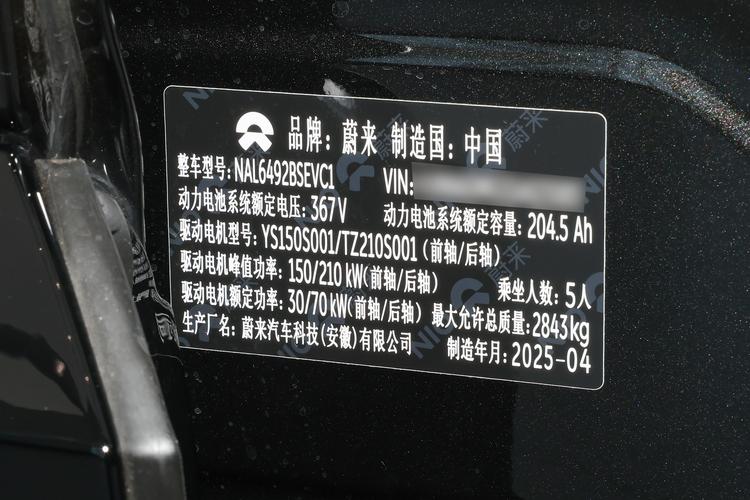 品牌：蔚来 制造国：中国
整车型号：NAL6492BSEVC1 VIN:
动力电池系统额定电压：367V 动力电池系统额定容量：204.5 Ah
驱动电机型号：YS150S001/TZ210S001（前轴/后轴）
驱动电机峰值功率：150/210 kW(前轴/后轴) 乘坐人数：5人
驱动电机额定功率：30/70 kW(前轴/后轴) 最大允许总质量：2843kg
生产厂名：蔚来汽车科技(安徽)有限公司 制造年月：2025-04